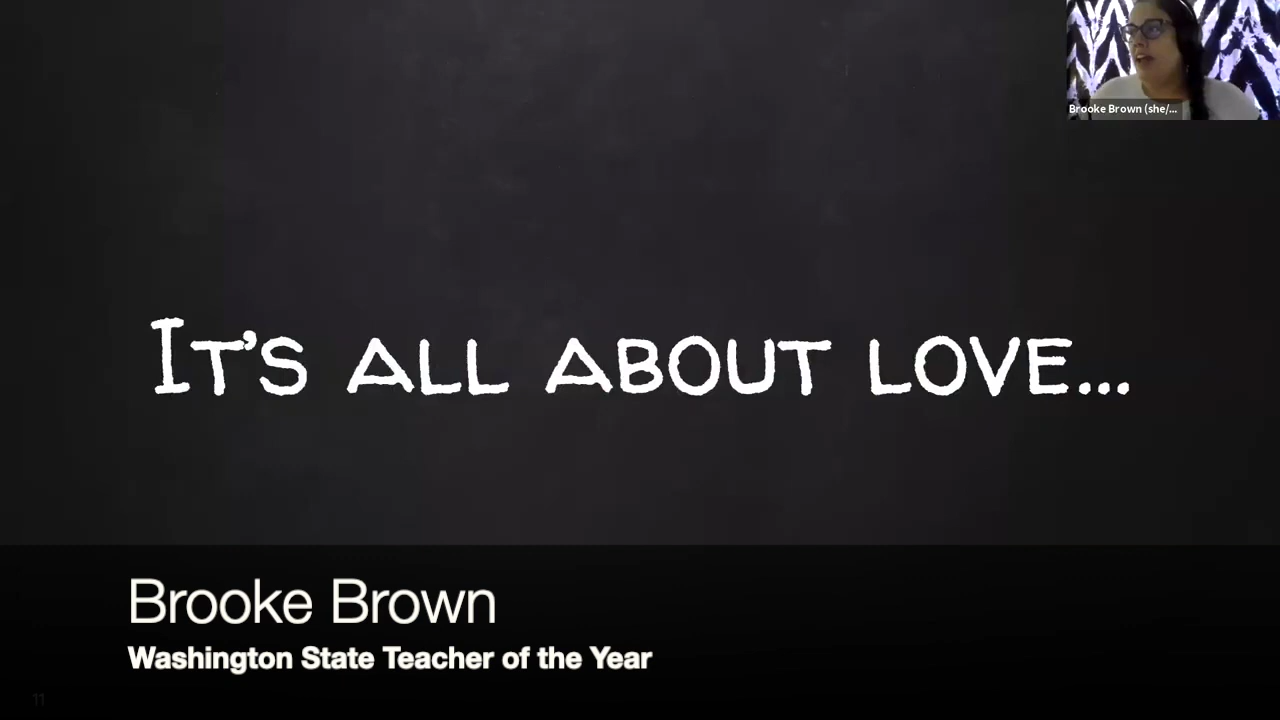 Brooke Brown (she/...
It's all about love...
Brooke Brown
Washington State Teacher of the Year
11